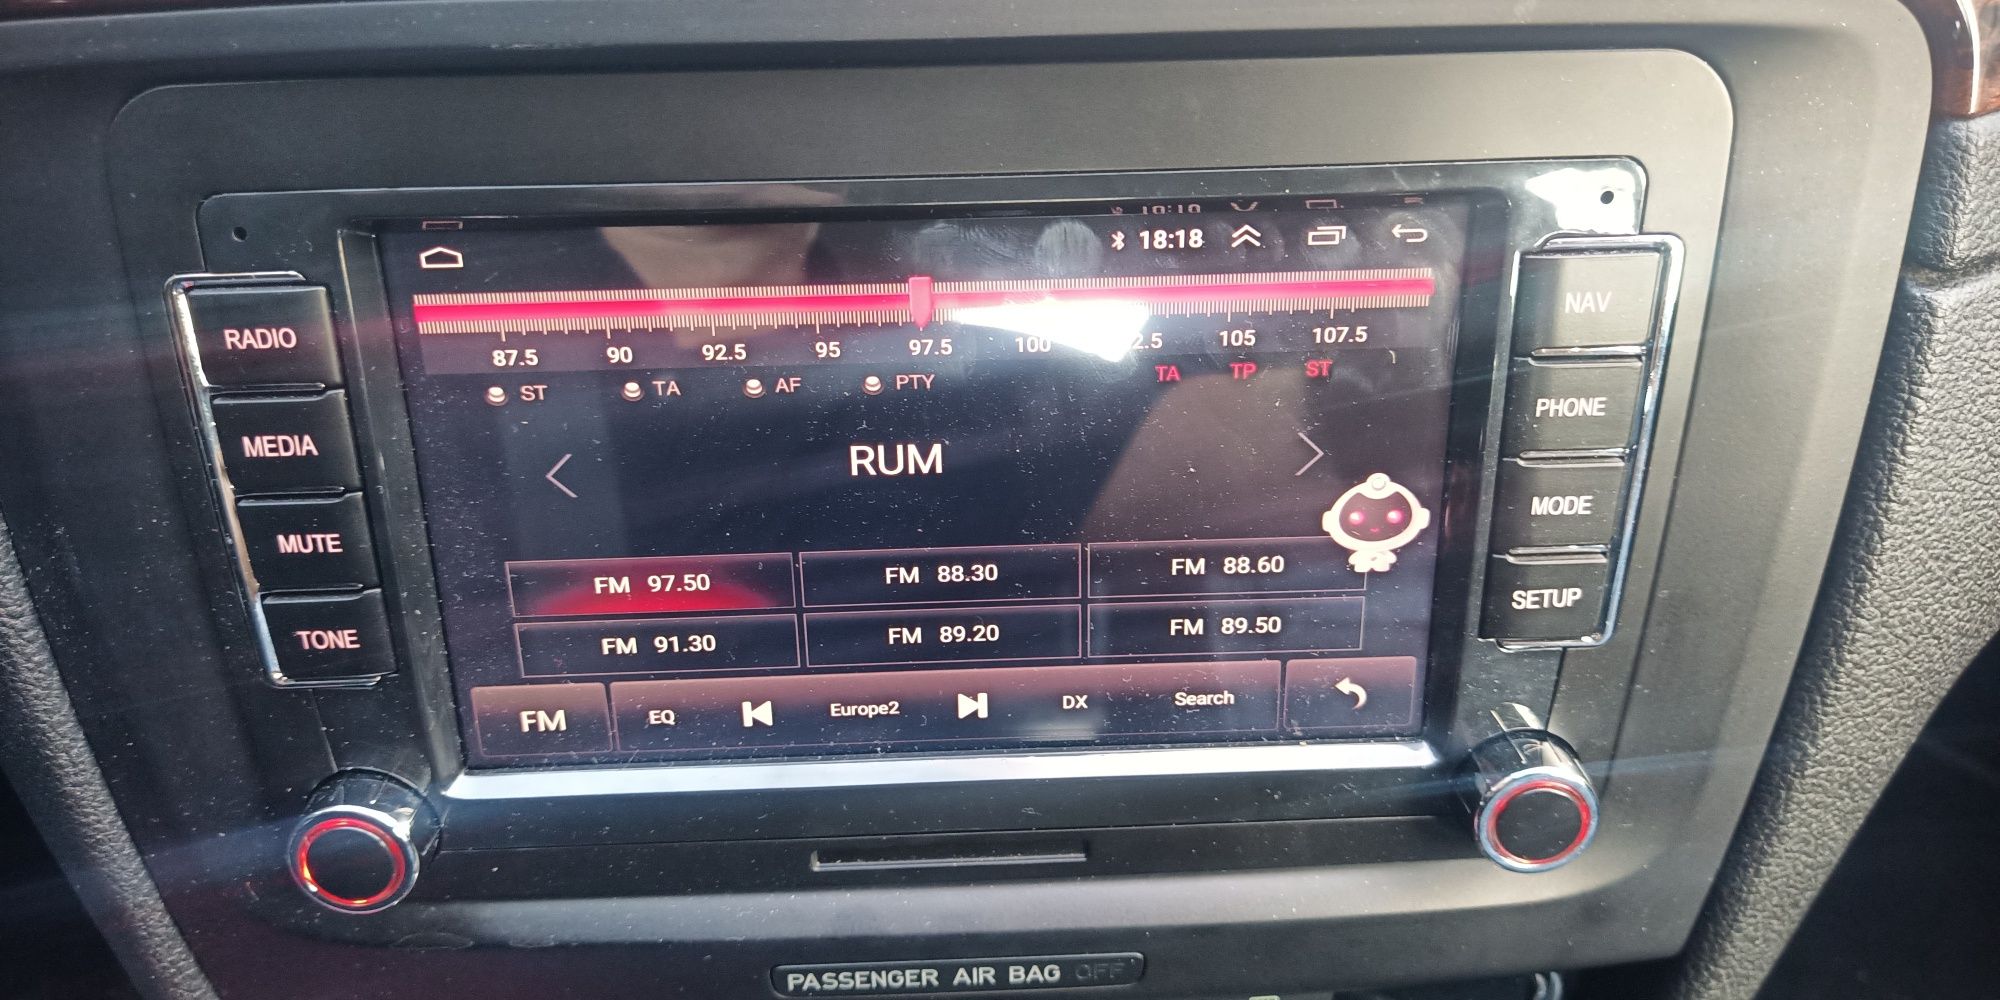 18:18
87.5 90 92.5 95 97.5 100 105 107.5
ST TA AF PTY TA TP ST
RUM
FM 97.50 FM 88.30 FM 88.60
FM 91.30 FM 89.20 FM 89.50
FM EQ Europe2 DX Search
RADIO
MEDIA
MUTE
TONE
NAV
PHONE
MODE
SETUP
PASSENGER AIR BAG OFF